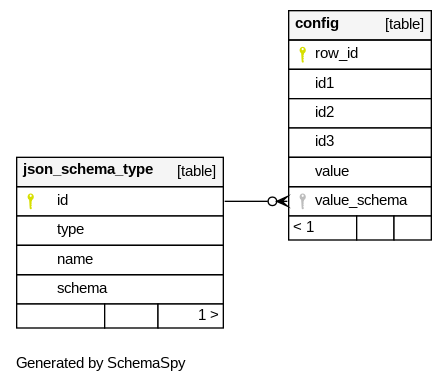 config [table]
row_id
id1
id2
id3
value
value_schema
< 1
json_schema_type [table]
id
type
name
schema
1 >
Generated by SchemaSpy